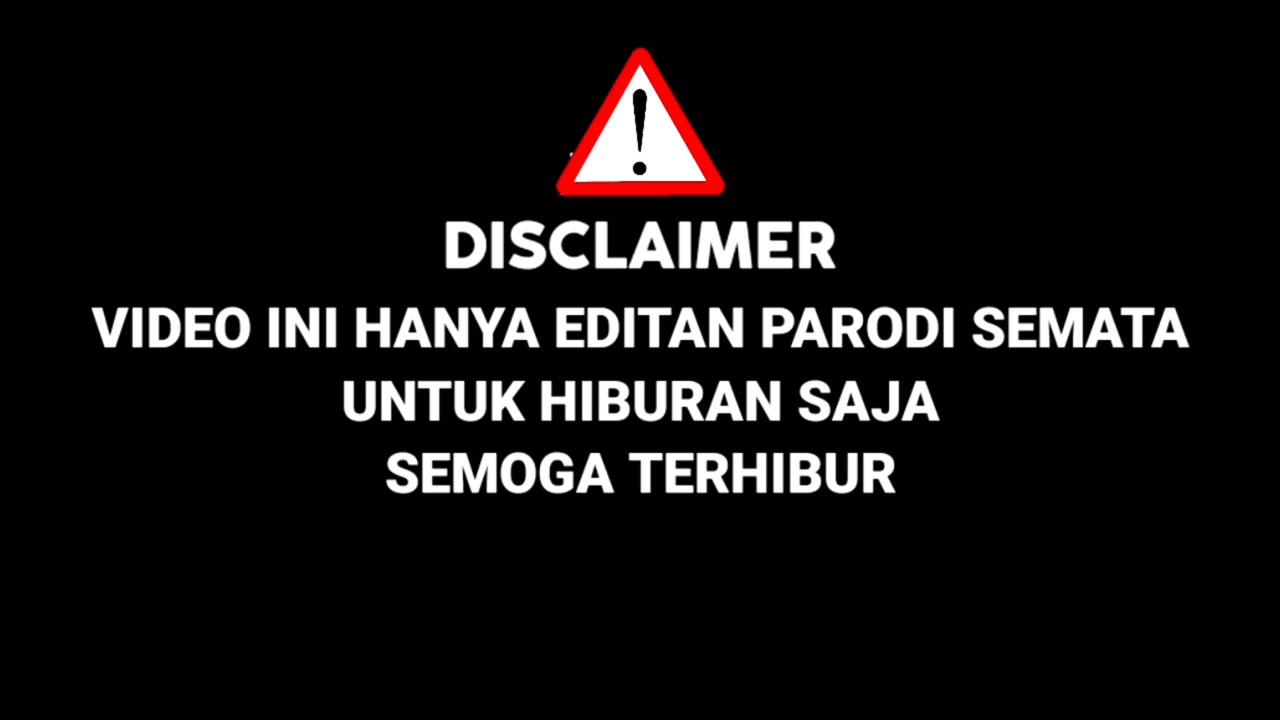 DISCLAIMER
VIDEO INI HANYA EDITAN PARODI SEMATA
UNTUK HIBURAN SAJA
SEMOGA TERHIBUR